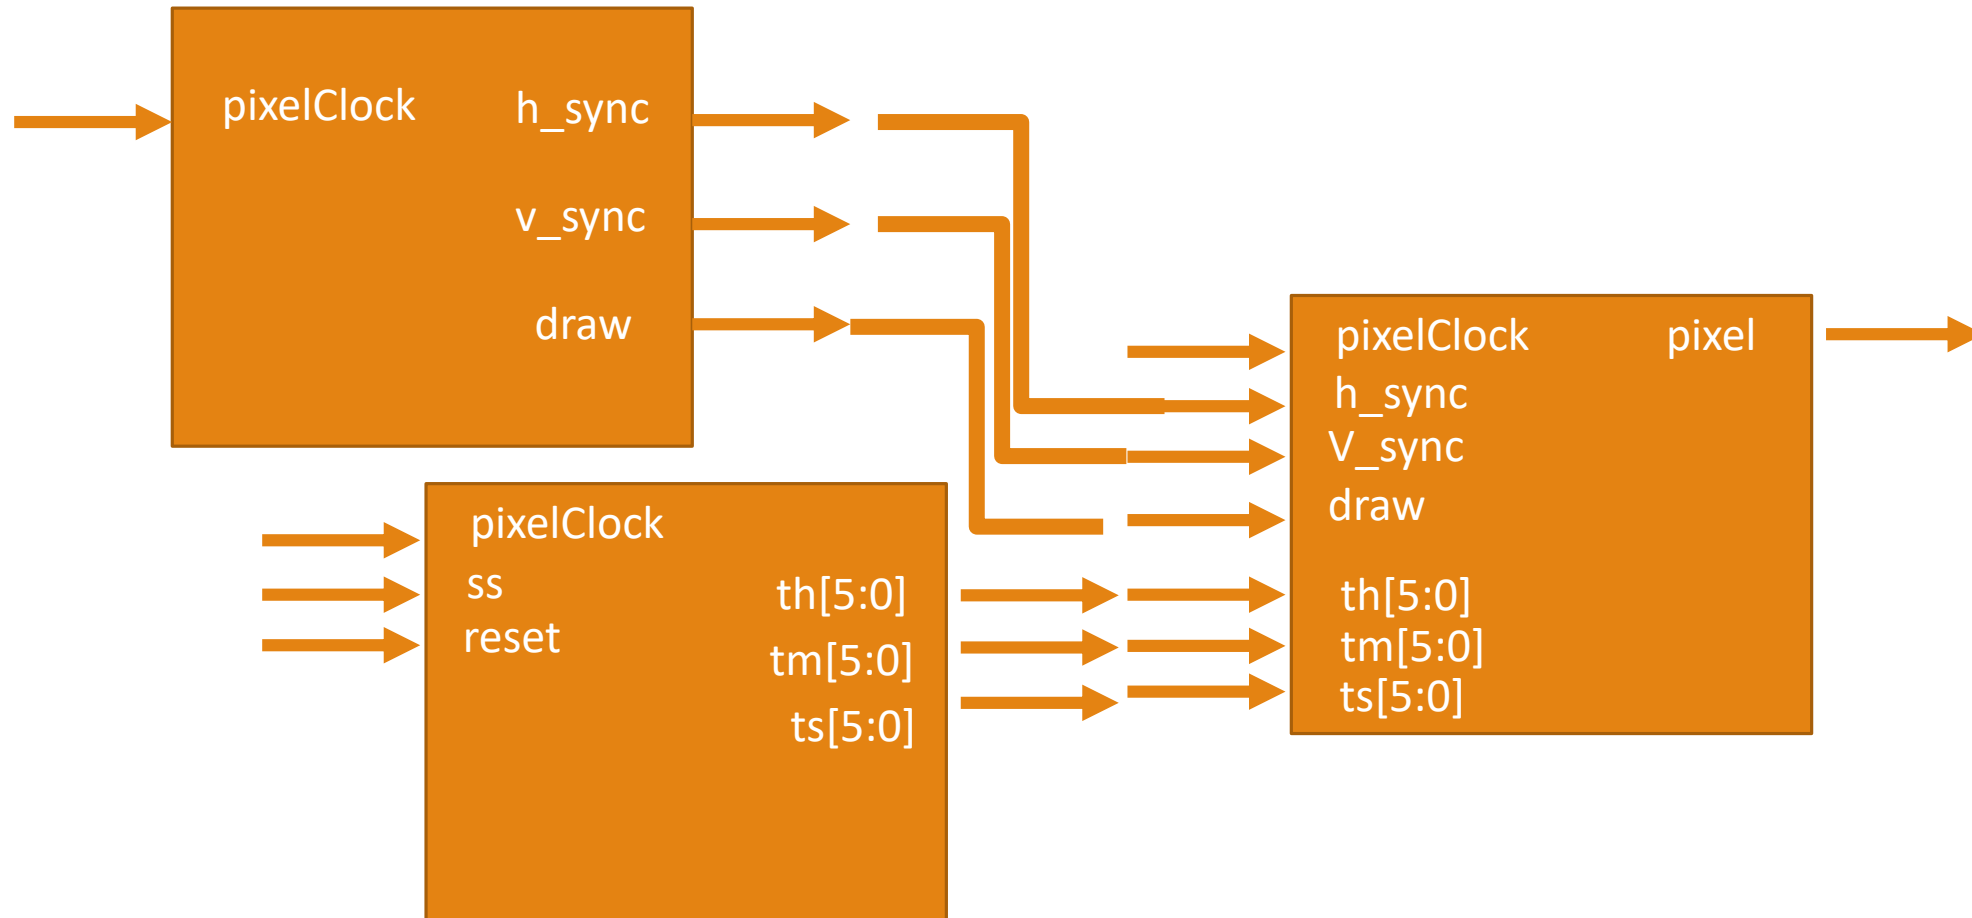 pixelClock
h_sync
v_sync
draw
pixelClock
ss
reset
th[5:0]
tm[5:0]
ts[5:0]
pixelClock
pixel
h_sync
V_sync
draw
th[5:0]
tm[5:0]
ts[5:0]